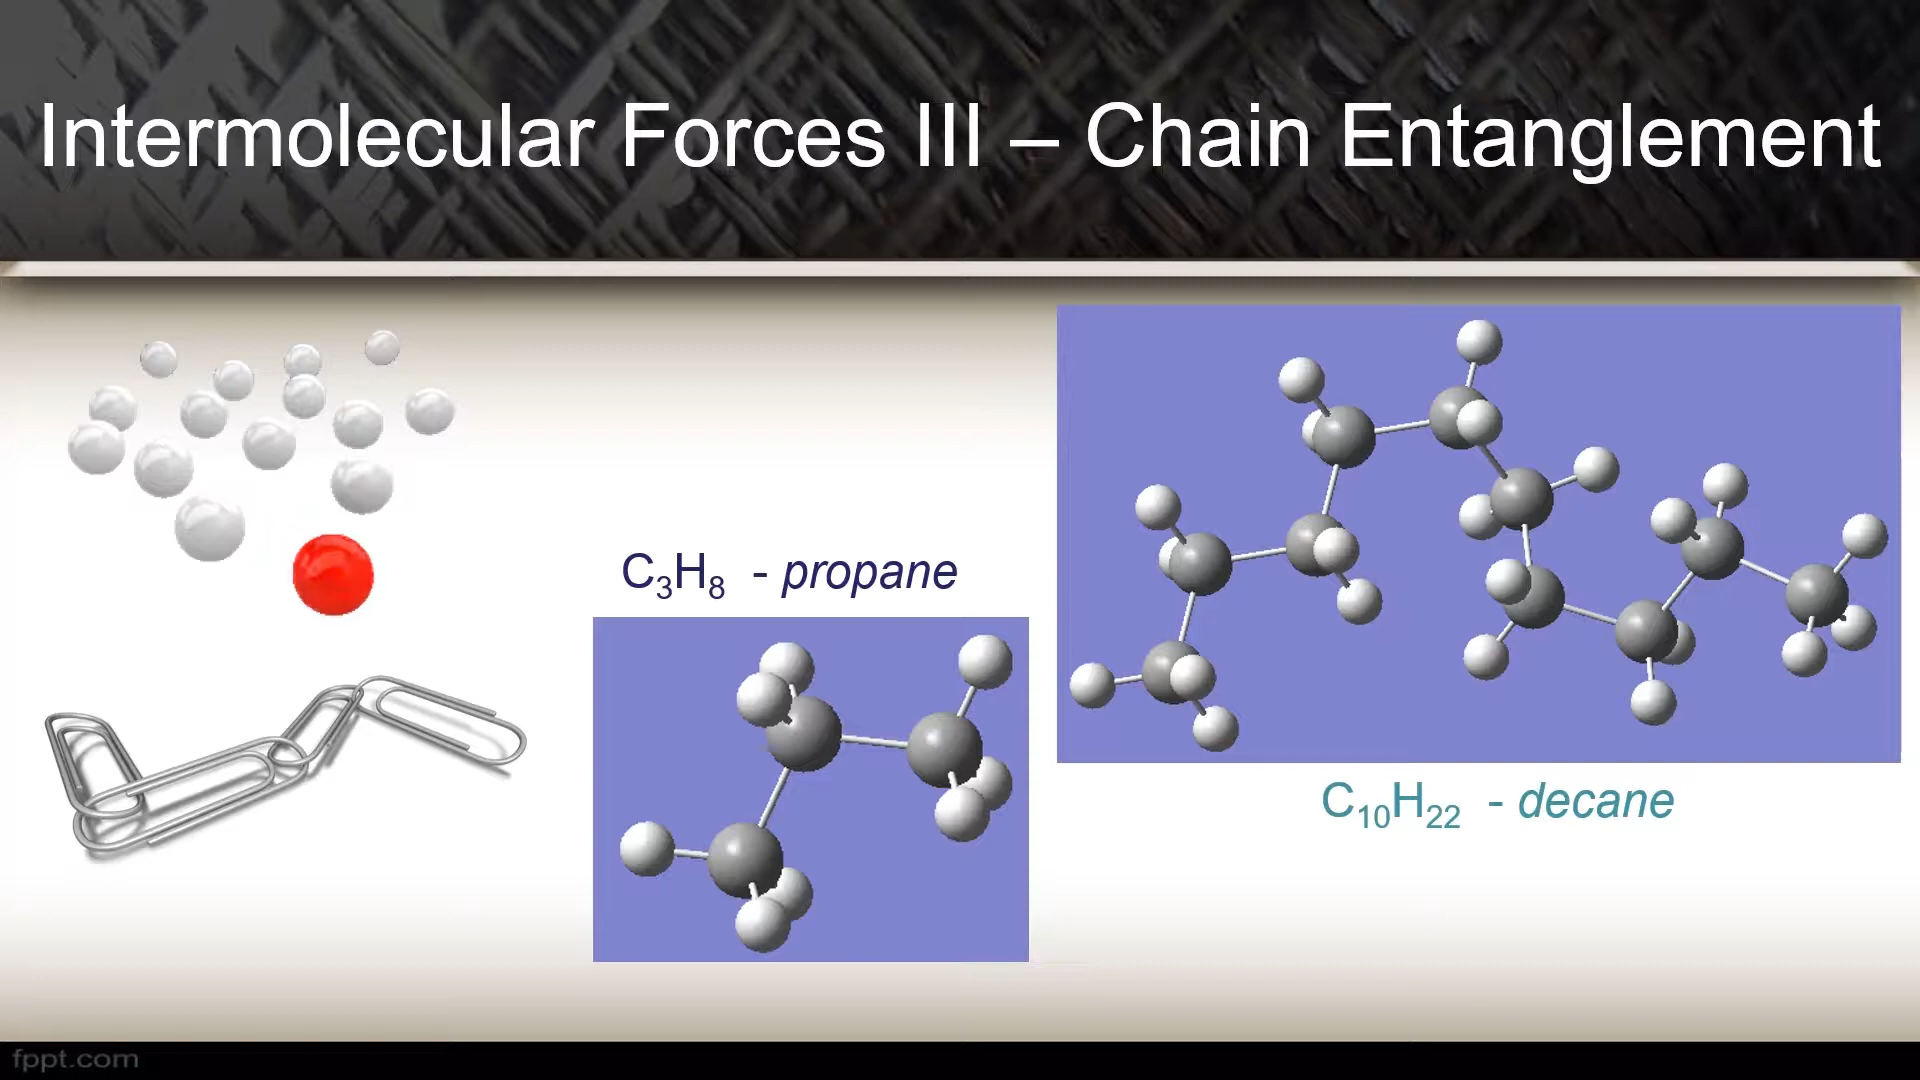 Intermolecular Forces III – Chain Entanglement
C₃H₈ - propane
C₁₀H₂₂ - decane
fppt.com